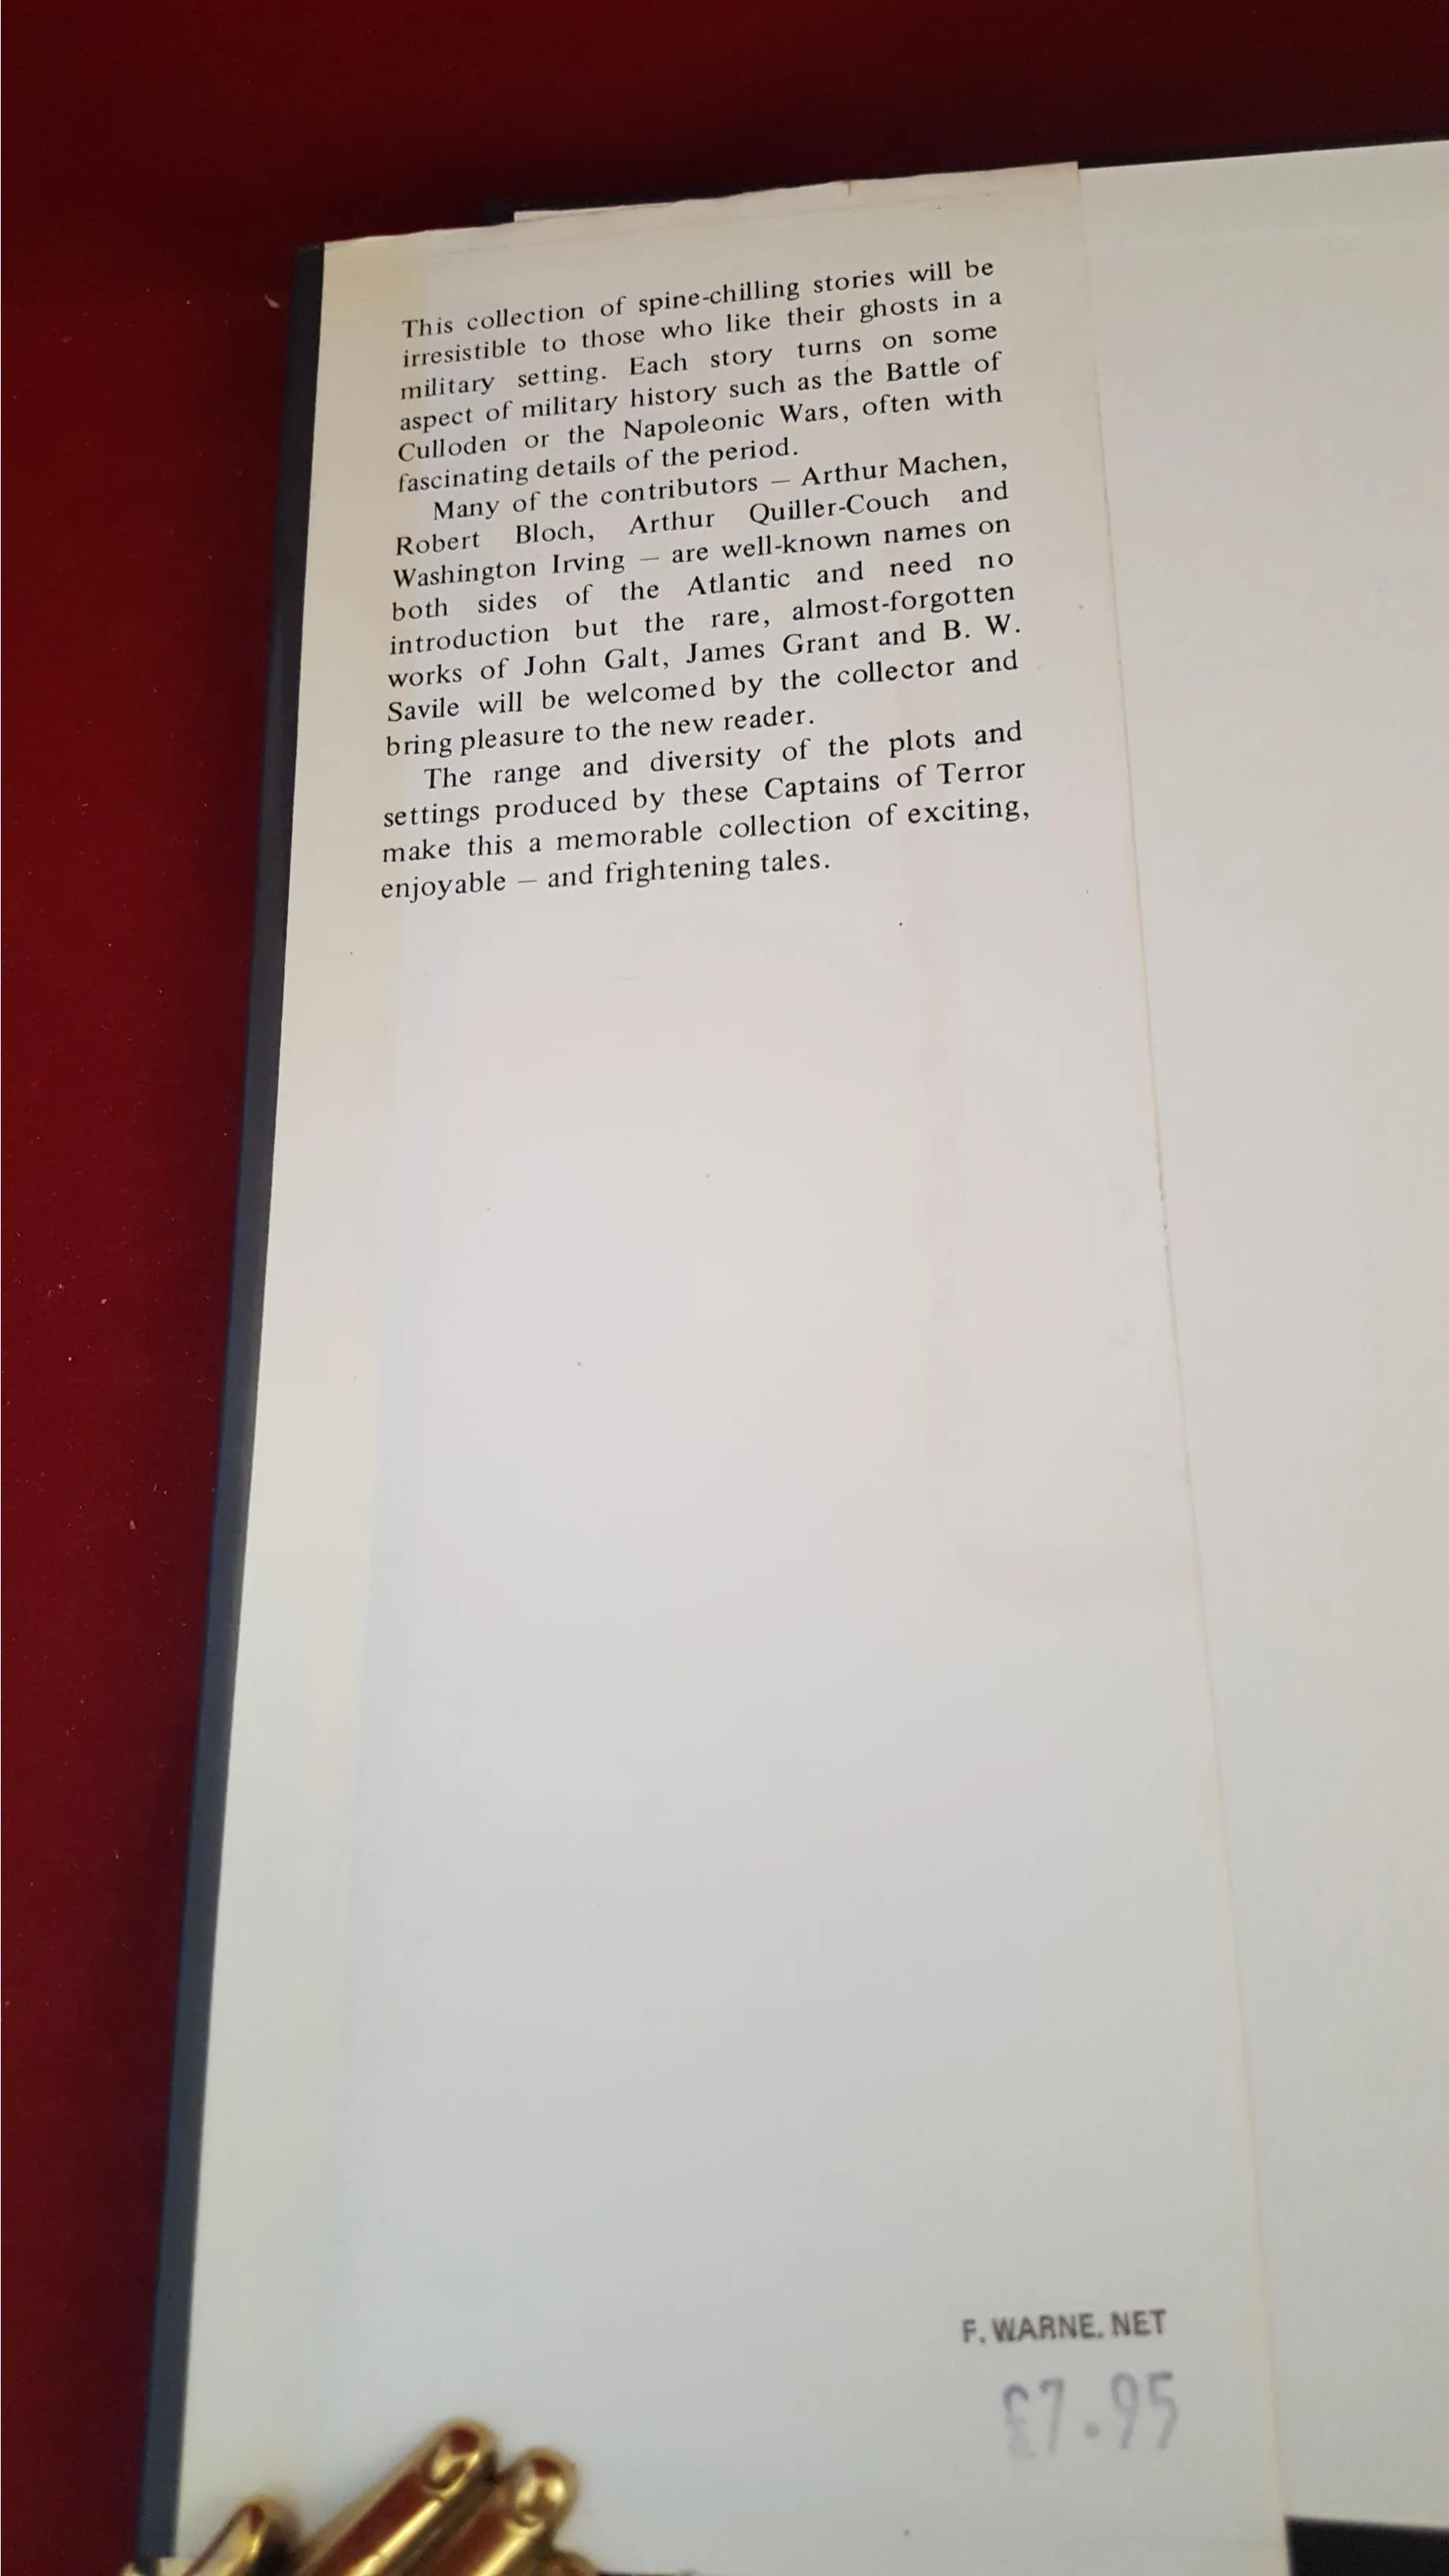 This collection of spine-chilling stories will be
irresistible to those who like their ghosts in a
military setting. Each story turns on some
aspect of military history such as the Battle of
Culloden or the Napoleonic Wars, often with
fascinating details of the period.
Many of the contributors — Arthur Machen,
Robert Bloch, Arthur Quiller-Couch and
Washington Irving — are well-known names on
both sides of the Atlantic and need no
introduction but the rare, almost-forgotten
works of John Galt, James Grant and B. W.
Savile will be welcomed by the collector and
bring pleasure to the new reader.
The range and diversity of the plots and
settings produced by these Captains of Terror
make this a memorable collection of exciting,
enjoyable — and frightening tales.
F. WARNE. NET
£7.95